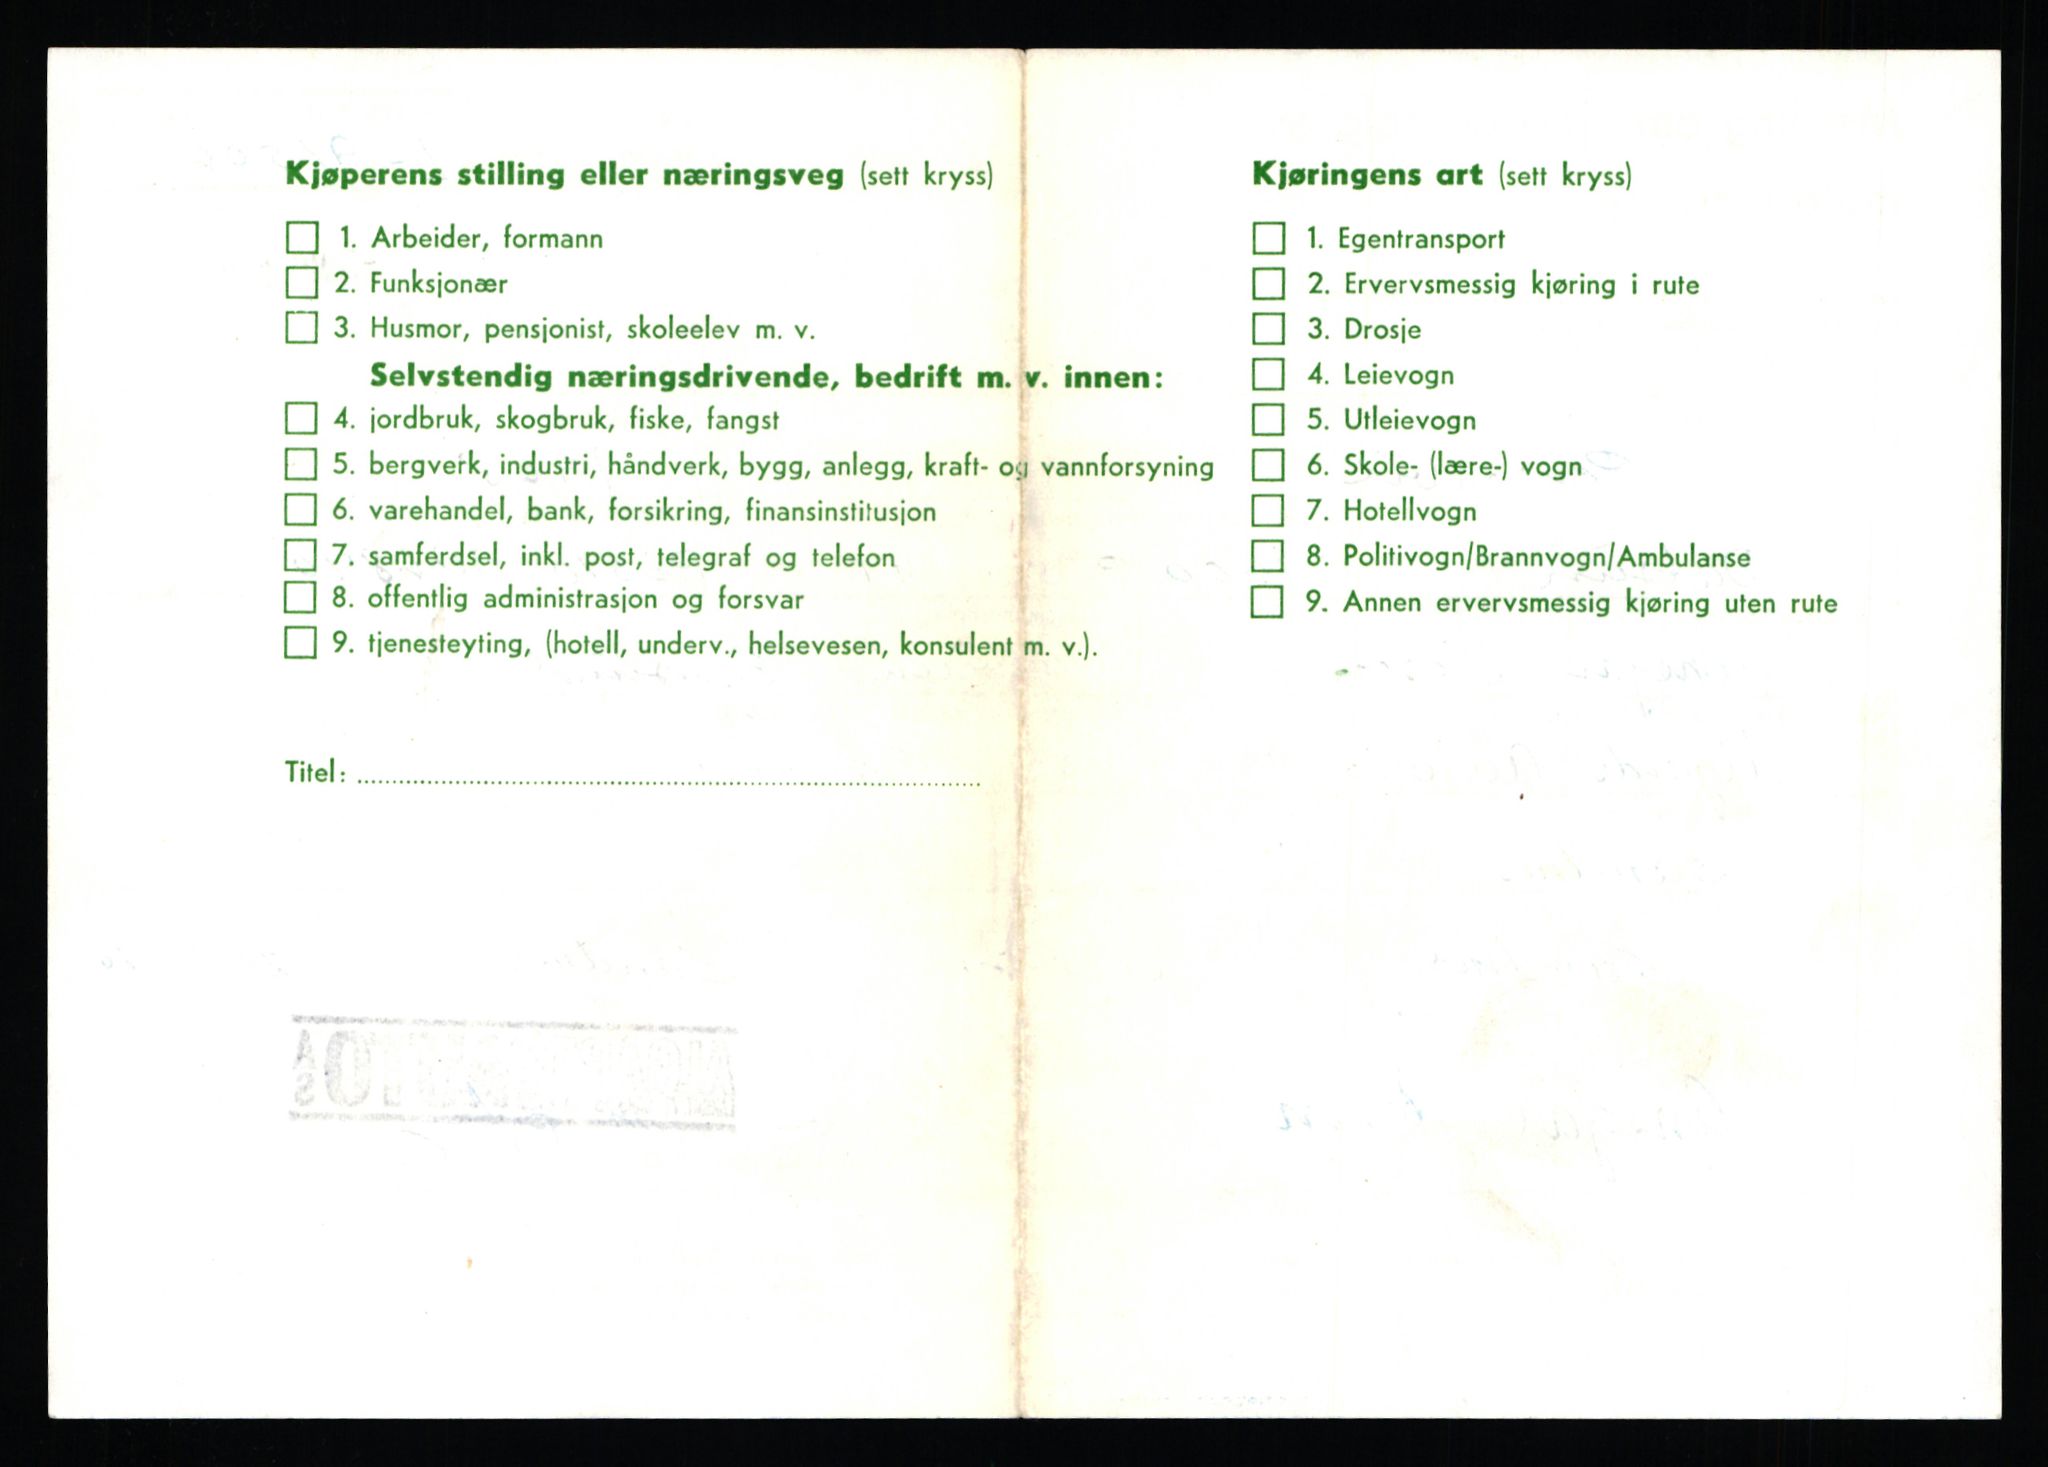 Kjøperens stilling eller næringsveg (sett kryss)
1. Arbeider, formann
2. Funksjonær
3. Husmor, pensjonist, skoleelev m. v.
Selvstendig næringsdrivende, bedrift m. v. innen:
4. jordbruk, skogbruk, fiske, fangst
5. bergverk, industri, håndverk, bygg, anlegg, kraft- og vannforsyning
6. varehandel, bank, forsikring, finansinstitusjon
7. samferdsel, inkl. post, telegraf og telefon
8. offentlig administrasjon og forsvar
9. tjenesteyting, (hotell, underv., helsevesen, konsulent m. v.).
Titel:
Kjøringens art (sett kryss)
1. Egentransport
2. Ervervsmessig kjøring i rute
3. Drosje
4. Leievogn
5. Utleievogn
6. Skole- (lære-) vogn
7. Hotellvogn
8. Politivogn/Brannvogn/Ambulanse
9. Annen ervervsmessig kjøring uten rute